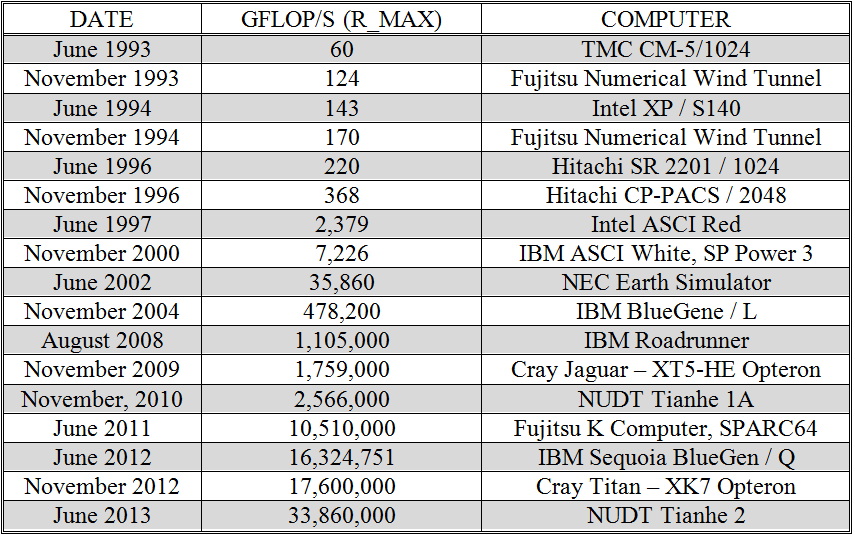 DATE GFLOP/S (R_MAX) COMPUTER
June 1993 60 TMC CM-5/1024
November 1993 124 Fujitsu Numerical Wind Tunnel
June 1994 143 Intel XP / S140
November 1994 170 Fujitsu Numerical Wind Tunnel
June 1996 220 Hitachi SR 2201 / 1024
November 1996 368 Hitachi CP-PACS / 2048
June 1997 2,379 Intel ASCI Red
November 2000 7,226 IBM ASCI White, SP Power 3
June 2002 35,860 NEC Earth Simulator
November 2004 478,200 IBM BlueGene / L
August 2008 1,105,000 IBM Roadrunner
November 2009 1,759,000 Cray Jaguar – XT5-HE Opteron
November, 2010 2,566,000 NUDT Tianhe 1A
June 2011 10,510,000 Fujitsu K Computer, SPARC64
June 2012 16,324,751 IBM Sequoia BlueGen / Q
November 2012 17,600,000 Cray Titan – XK7 Opteron
June 2013 33,860,000 NUDT Tianhe 2